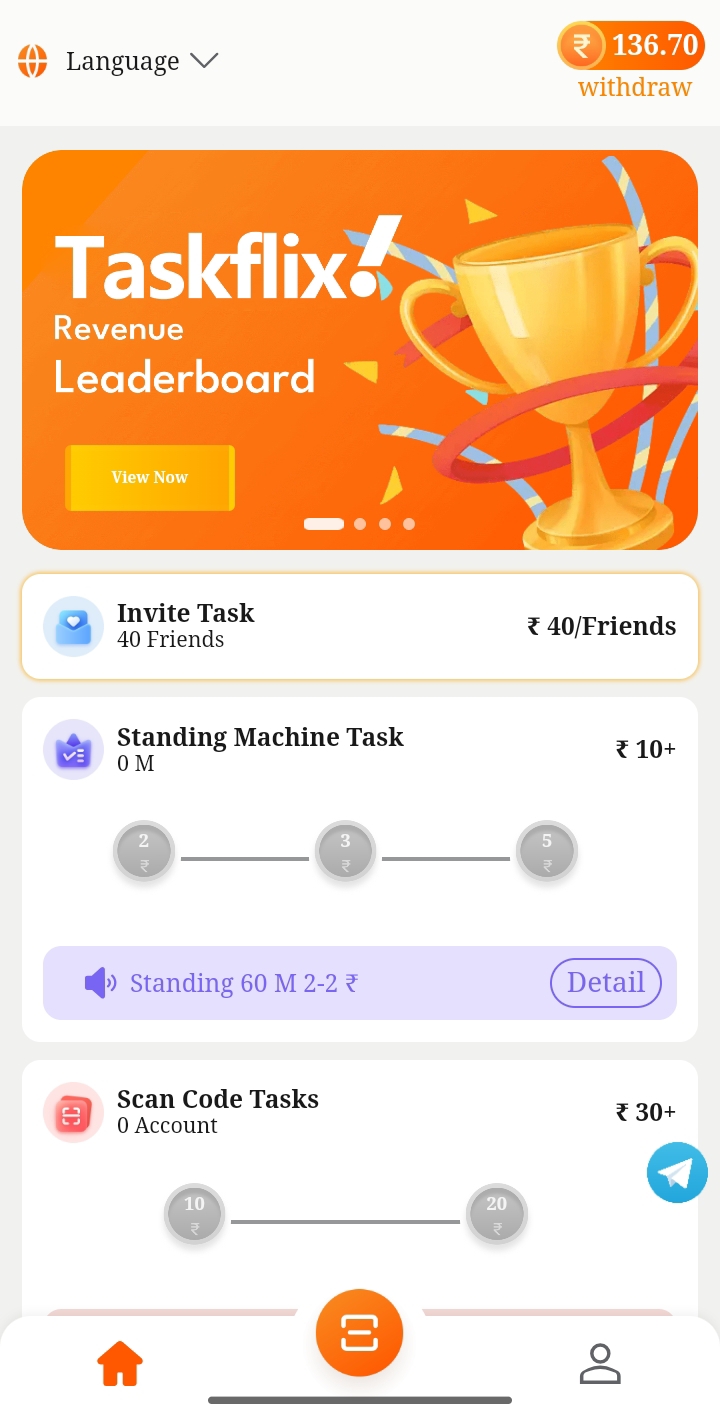 Language
₹ 136.70
withdraw
Taskflix!
Revenue
Leaderboard
View Now
Invite Task
40 Friends
₹ 40/Friends
Standing Machine Task
0 M
₹ 10+
2 ₹
3 ₹
5 ₹
Standing 60 M 2-2 ₹
Detail
Scan Code Tasks
0 Account
₹ 30+
10 ₹
20 ₹